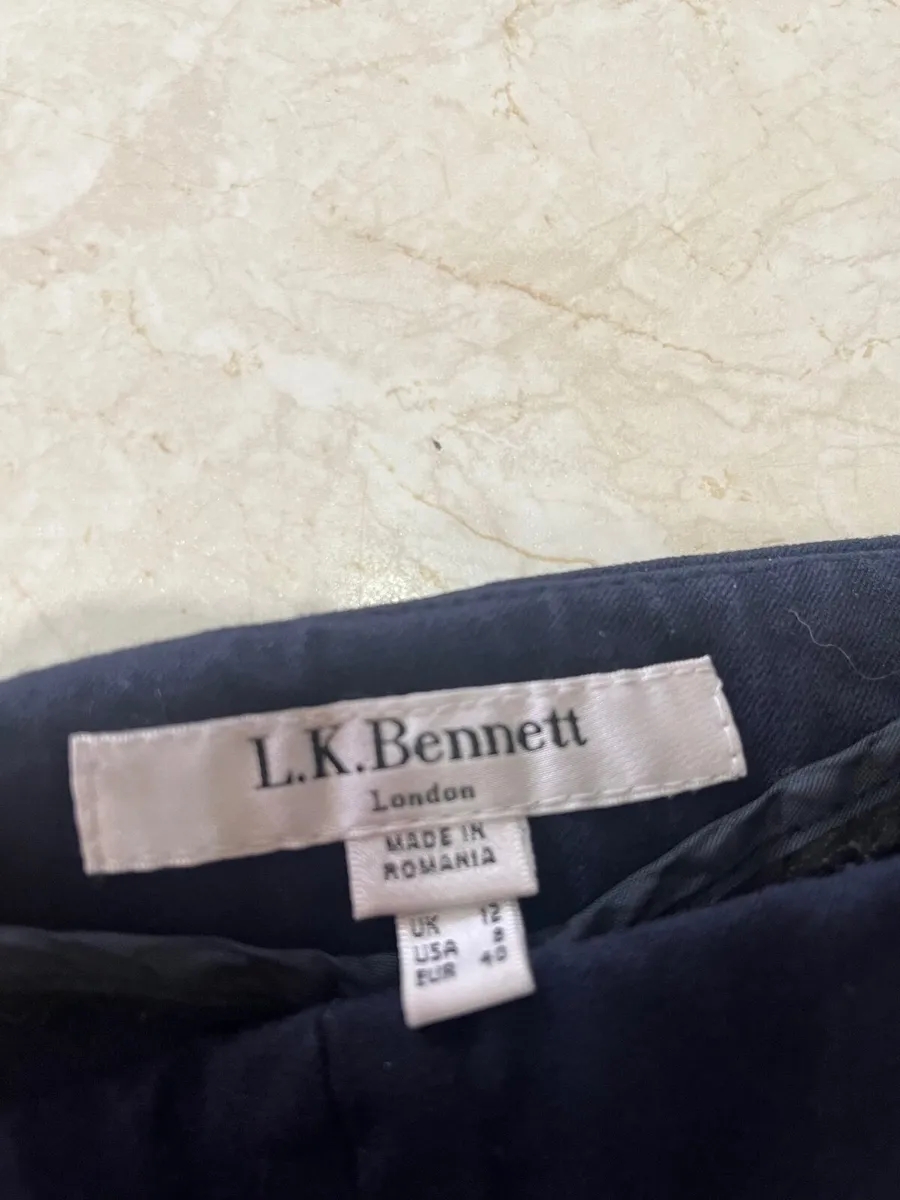 L.K.Bennett
London
MADE IN
ROMANIA
UK 12
USA 8
EUR 40